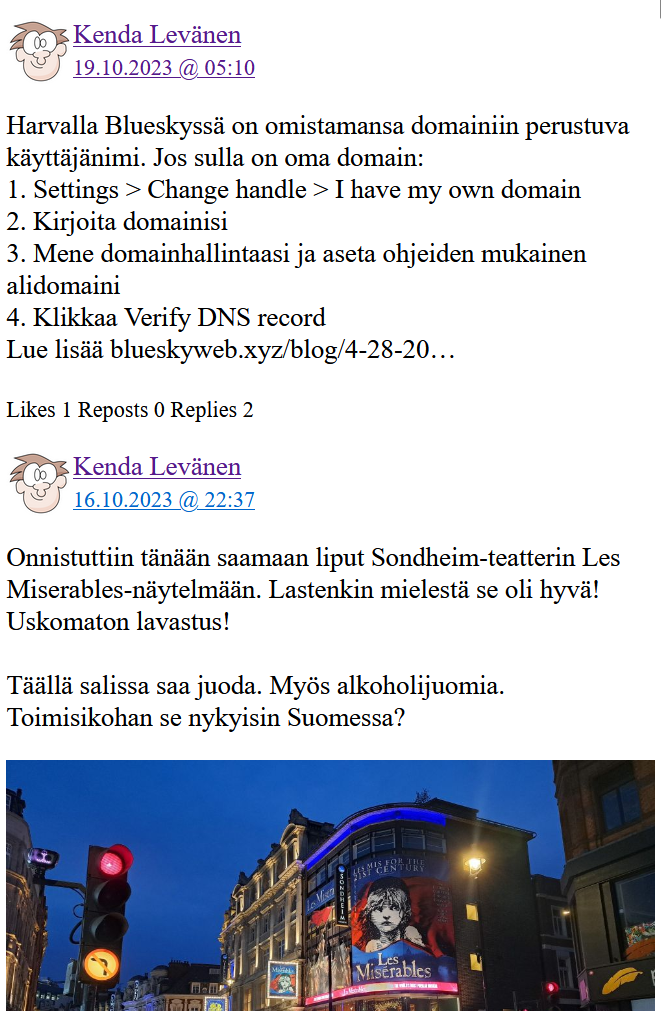 Kenda Levänen
19.10.2023 @ 05:10
Harvalla Blueskyssä on omistamansa domainiin perustuva
käyttäjänimi. Jos sulla on oma domain:
1. Settings > Change handle > I have my own domain
2. Kirjoita domainisi
3. Mene domainhallintaasi ja aseta ohjeiden mukainen
alidomaini
4. Klikkaa Verify DNS record
Lue lisää blueskyweb.xyz/blog/4-28-20…
Likes 1 Reposts 0 Replies 2
Kenda Levänen
16.10.2023 @ 22:37
Onnistuttiin tänään saamaan liput Sondheim-teatterin Les
Miserables-näytelmään. Lastenkin mielestä se oli hyvä!
Uskomaton lavastus!
Täällä salissa saa juoda. Myös alkoholijuomia.
Toimisikohan se nykyisin Suomessa?
LES MIS FOR THE
21ST CENTURY
SONDHEIM
Les
Misérables